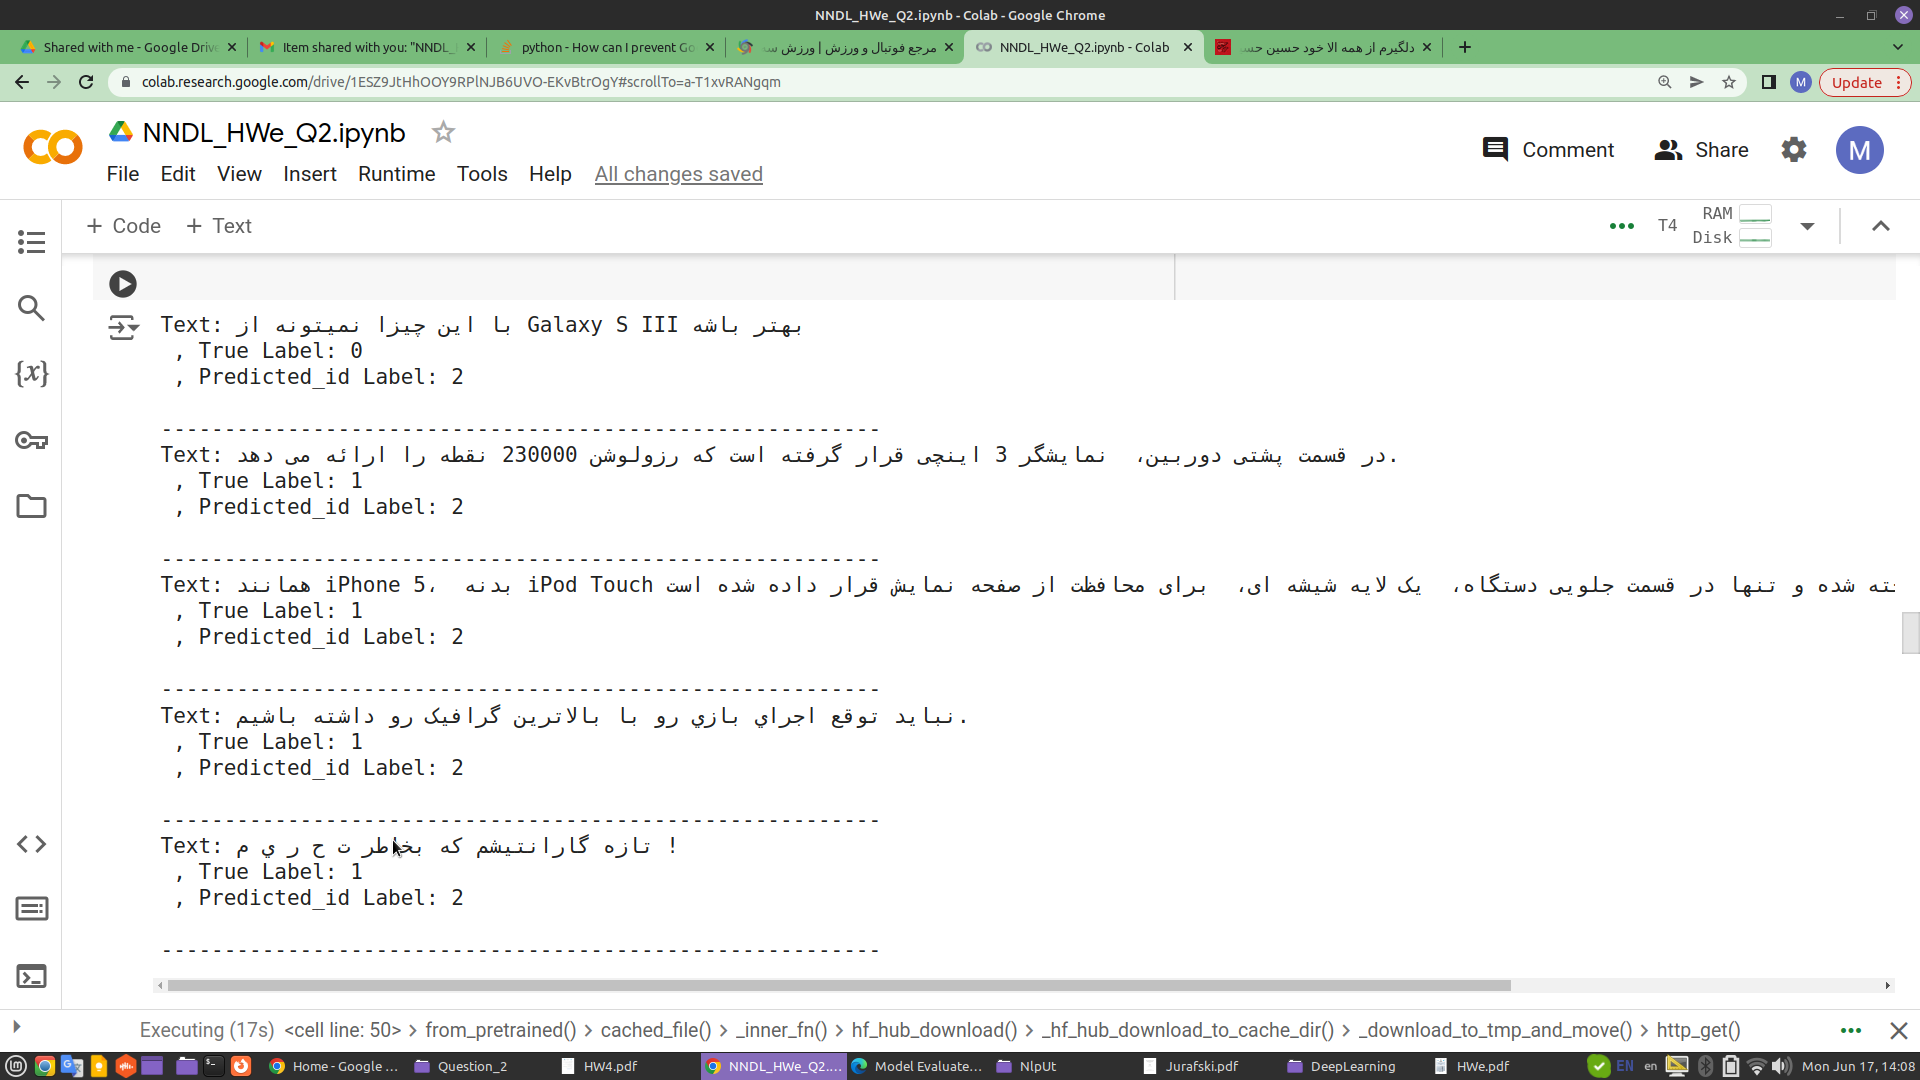 NNDL_HWe_Q2.ipynb - Colab - Google Chrome
Shared with me - Google Drive
Item shared with you: "NNDL_
python - How can I prevent Go
مرجع فوتبال و ورزش | ورزش سه
NNDL_HWe_Q2.ipynb - Colab
دلگیرم از همه الا خود حسین حس
colab.research.google.com/drive/1ESZ9JtHhOOY9RPlNJB6UVO-EKvBtrOgY#scrollTo=a-T1xvRANgqm
M
Update
NNDL_HWe_Q2.ipynb
File Edit View Insert Runtime Tools Help All changes saved
Comment Share M
+ Code + Text
T4
RAM
Disk
Text: با این چیزا نمیتونه از Galaxy S III بهتر باشه
, True Label: 0
, Predicted_id Label: 2
-----------------------------------------------------------
Text: در قسمت پشتی دوربین، نمایشگر 3 اینچی قرار گرفته است که رزولوشن 230000 نقطه را ارائه می دهد.
, True Label: 1
, Predicted_id Label: 2
-----------------------------------------------------------
Text: همانند iPhone 5، بدنه iPod Touch ته شده و تنها در قسمت جلویی دستگاه، یک لایه شیشه ای، برای محافظت از صفحه نمایش قرار داده شده است
, True Label: 1
, Predicted_id Label: 2
-----------------------------------------------------------
Text: نباید توقع اجراي بازي رو با بالاترین گرافیک رو داشته باشیم.
, True Label: 1
, Predicted_id Label: 2
-----------------------------------------------------------
Text: تازه گارانتیشم که بخاطر ت ح ر ي م !
, True Label: 1
, Predicted_id Label: 2
-----------------------------------------------------------
Executing (17s) <cell line: 50> > from_pretrained() > cached_file() > _inner_fn() > hf_hub_download() > _hf_hub_download_to_cache_dir() > _download_to_tmp_and_move() > http_get()
Home - Google ...
Question_2
HW4.pdf
NNDL_HWe_Q2....
Model Evaluate...
NlpUt
Jurafski.pdf
DeepLearning
HWe.pdf
EN
en
Mon Jun 17, 14:08